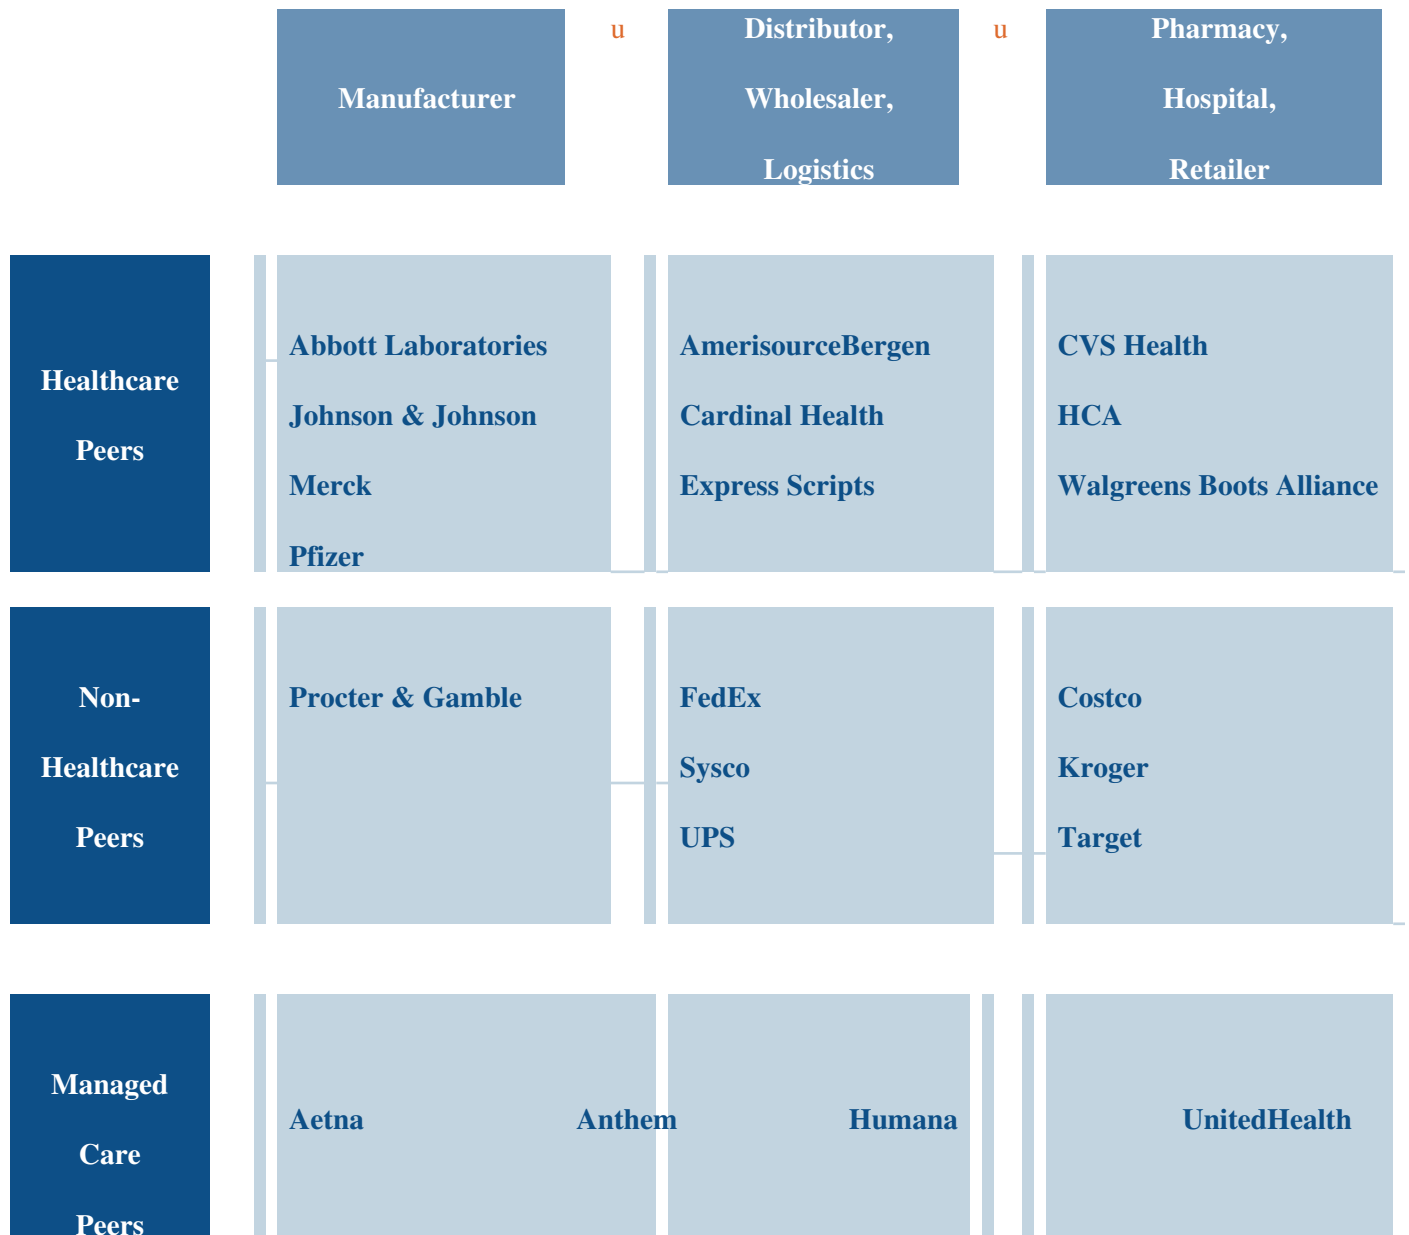 Manufacturer
u
Distributor,
Wholesaler,
Logistics
u
Pharmacy,
Hospital,
Retailer
Healthcare
Peers
Abbott Laboratories
Johnson & Johnson
Merck
Pfizer
AmerisourceBergen
Cardinal Health
Express Scripts
CVS Health
HCA
Walgreens Boots Alliance
Non-
Healthcare
Peers
Procter & Gamble
FedEx
Sysco
UPS
Costco
Kroger
Target
Managed
Care
Peers
Aetna
Anthem
Humana
UnitedHealth